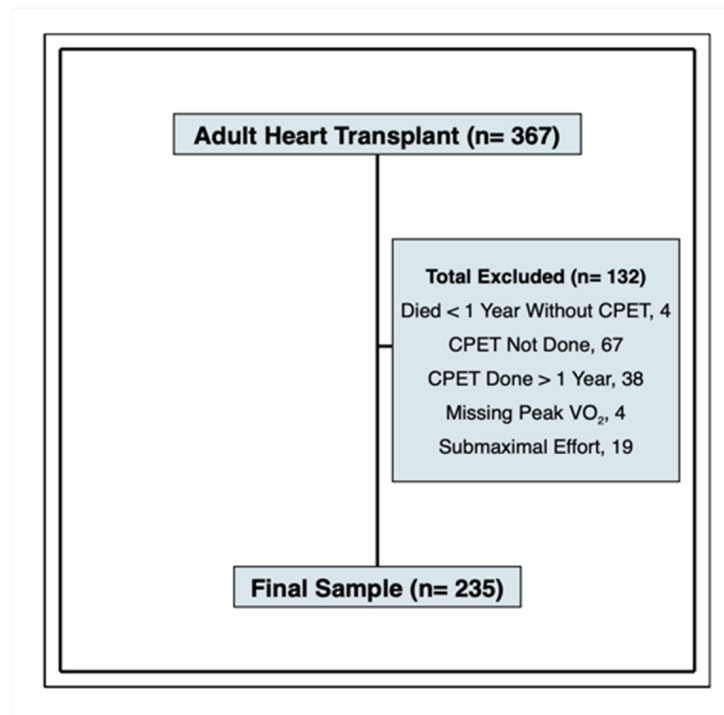 Adult Heart Transplant (n= 367)
Total Excluded (n= 132)
Died < 1 Year Without CPET, 4
CPET Not Done, 67
CPET Done > 1 Year, 38
Missing Peak VO₂, 4
Submaximal Effort, 19
Final Sample (n= 235)